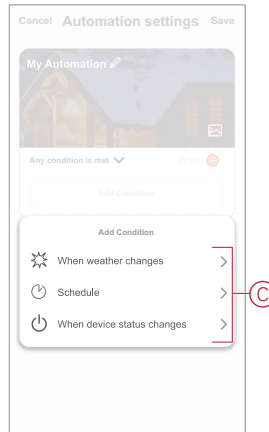 Cancel Automation settings Save
My Automation
Any condition is met
Add Condition
Add Condition
When weather changes
Schedule
When device status changes
C